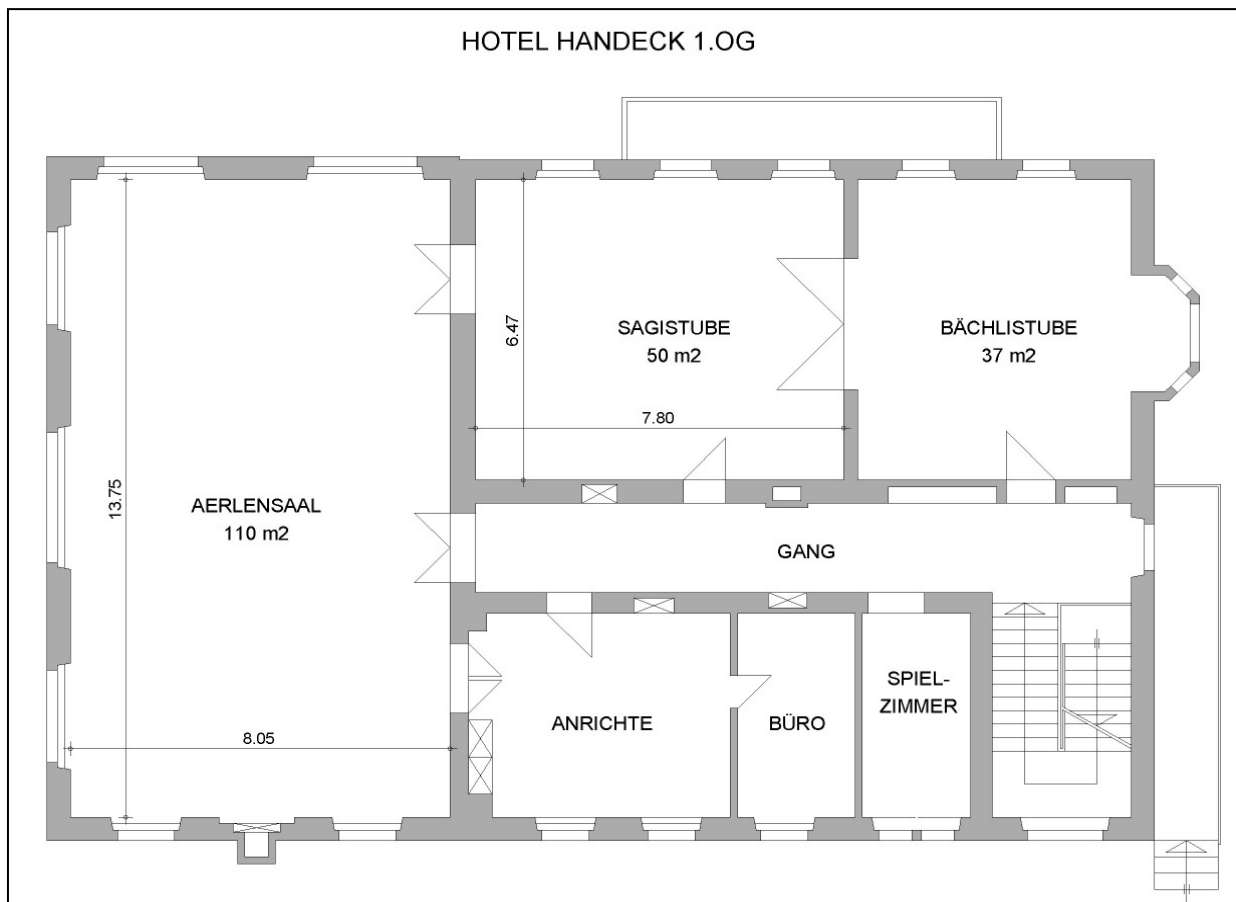 HOTEL HANDECK 1.OG
SAGISTUBE
50 m2
BÄCHLISTUBE
37 m2
6.47
7.80
13.75
AERLENSAAL
110 m2
GANG
8.05
ANRICHTE
BÜRO
SPIEL-
ZIMMER